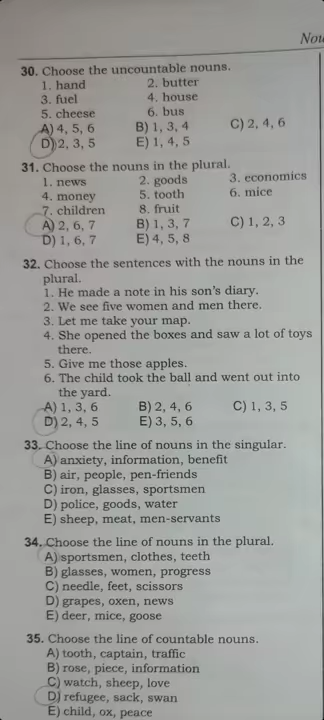 Nou
30. Choose the uncountable nouns.
1. hand 2. butter
3. fuel 4. house
5. cheese 6. bus
A) 4, 5, 6 B) 1, 3, 4 C) 2, 4, 6
D) 2, 3, 5 E) 1, 4, 5
31. Choose the nouns in the plural.
1. news 2. goods 3. economics
4. money 5. tooth 6. mice
7. children 8. fruit
A) 2, 6, 7 B) 1, 3, 7 C) 1, 2, 3
D) 1, 6, 7 E) 4, 5, 8
32. Choose the sentences with the nouns in the
plural.
1. He made a note in his son's diary.
2. We see five women and men there.
3. Let me take your map.
4. She opened the boxes and saw a lot of toys
there.
5. Give me those apples.
6. The child took the ball and went out into
the yard.
A) 1, 3, 6 B) 2, 4, 6 C) 1, 3, 5
D) 2, 4, 5 E) 3, 5, 6
33. Choose the line of nouns in the singular.
A) anxiety, information, benefit
B) air, people, pen-friends
C) iron, glasses, sportsmen
D) police, goods, water
E) sheep, meat, men-servants
34. Choose the line of nouns in the plural.
A) sportsmen, clothes, teeth
B) glasses, women, progress
C) needle, feet, scissors
D) grapes, oxen, news
E) deer, mice, goose
35. Choose the line of countable nouns.
A) tooth, captain, traffic
B) rose, piece, information
C) watch, sheep, love
D) refugee, sack, swan
E) child, ox, peace